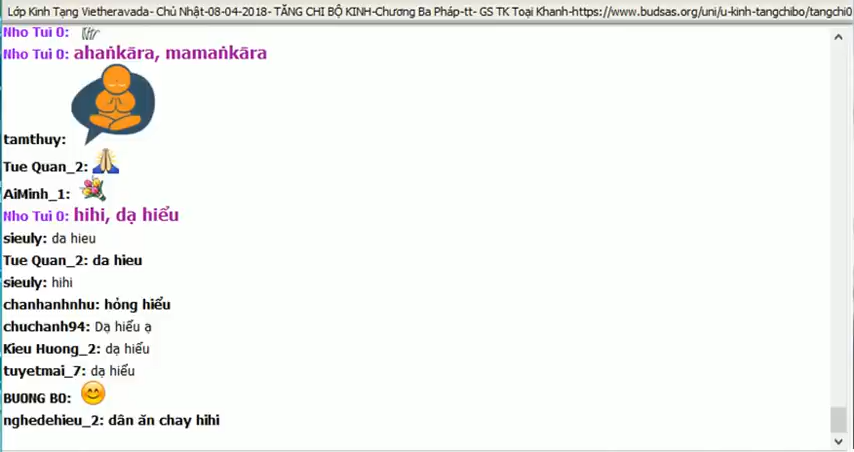 Lớp Kinh Tạng Vietheravada- Chủ Nhật-08-04-2018- TĂNG CHI BỘ KINH-Chương Ba Pháp-tt- GS TK Toại Khanh-https://www.budsas.org/uni/u-kinh-tangchibo/tangchi0
Nho Tui 0:
Nho Tui 0: ahaṅkāra, mamaṅkāra
tamthuy:
Tue Quan_2:
AiMinh_1:
Nho Tui 0: hihi, dạ hiểu
sieuly: da hieu
Tue Quan_2: da hieu
sieuly: hihi
chanhanhnhu: hỏng hiểu
chuchanh94: Dạ hiểu ạ
Kieu Huong_2: dạ hiểu
tuyetmai_7: dạ hiểu
BUONG BO:
nghedehieu_2: dân ăn chay hihi